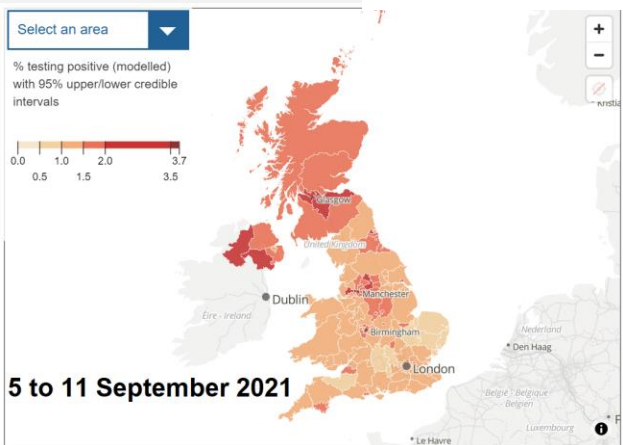 Select an area
% testing positive (modelled)
with 95% upper/lower credible
intervals
0.0 1.0 2.0 3.7
0.5 1.5 3.5
+
−
Glasgow
United Kingdom
Dublin
Manchester
Éire - Ireland
Birmingham
Nederland
Den Haag
London
5 to 11 September 2021
België - Belgique -
Belgien
Luxembourg
Le Havre